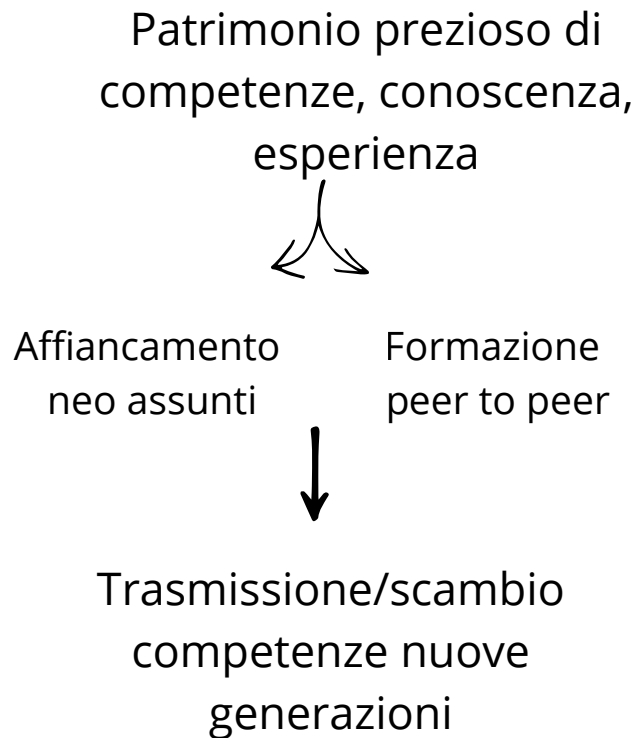 Patrimonio prezioso di
competenze, conoscenza,
esperienza
Affiancamento
neo assunti
Formazione
peer to peer
Trasmissione/scambio
competenze nuove
generazioni